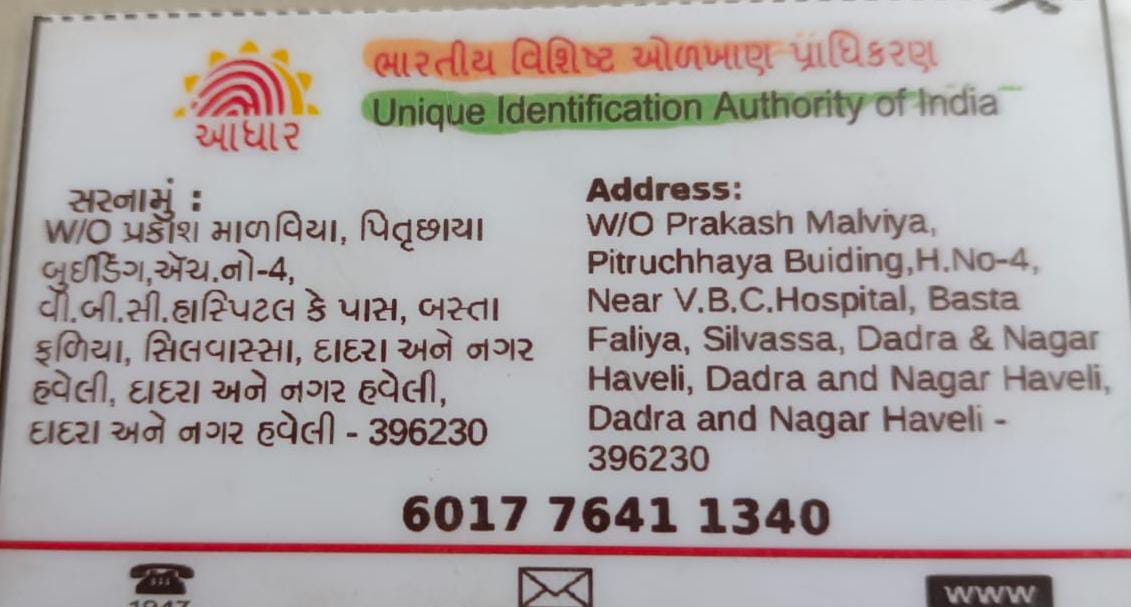 ભારતીય વિશિષ્ટ ઓળખાણ પ્રાધિકરણ
Unique Identification Authority of India
આધાર
સરનામું :
W/O પ્રકાશ માળવિયા, પિતૃછાયા
બુઈડિંગ,ઍચ.નો-4,
વી.બી.સી.હાસ્પિટલ કે પાસ, બસ્તા
ફળિયા, સિલવાસ્સા, દાદરા અને નગર
હવેલી, દાદરા અને નગર હવેલી,
દાદરા અને નગર હવેલી - 396230
Address:
W/O Prakash Malviya,
Pitruchhaya Buiding,H.No-4,
Near V.B.C.Hospital, Basta
Faliya, Silvassa, Dadra & Nagar
Haveli, Dadra and Nagar Haveli,
Dadra and Nagar Haveli -
396230
6017 7641 1340
1947
WWW